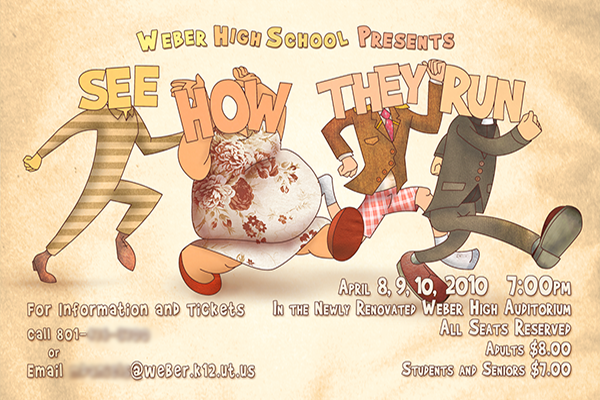 Weber High School Presents
SEE HOW THEY RUN
April 8, 9, 10, 2010 7:00pm
In the Newly Renovated Weber High Auditorium
All Seats Reserved
Adults $8.00
Students and Seniors $7.00
For Information and Tickets
Call 801-
or
Email @weber.k12.ut.us